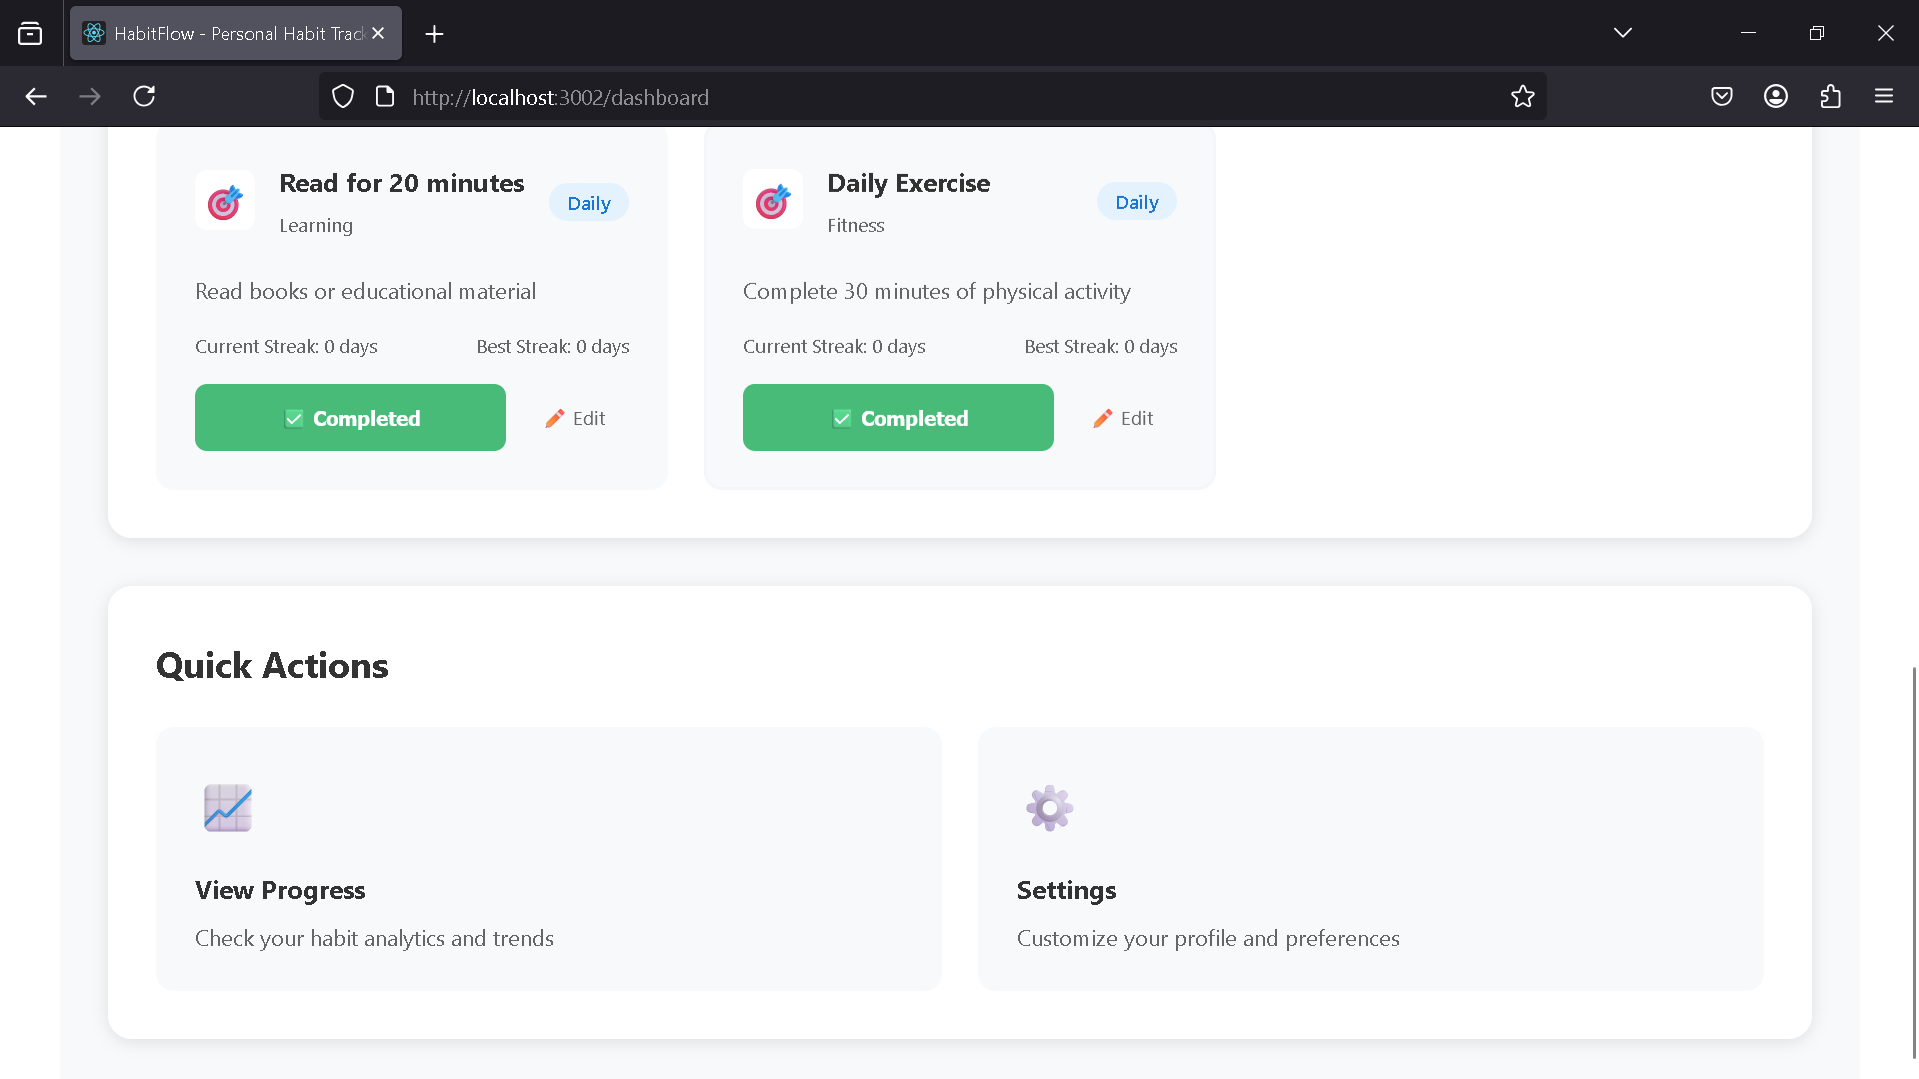 HabitFlow - Personal Habit Trac
http://localhost:3002/dashboard
Read for 20 minutes
Learning
Daily
Read books or educational material
Current Streak: 0 days
Best Streak: 0 days
Completed
Edit
Daily Exercise
Fitness
Daily
Complete 30 minutes of physical activity
Current Streak: 0 days
Best Streak: 0 days
Completed
Edit
Quick Actions
View Progress
Check your habit analytics and trends
Settings
Customize your profile and preferences